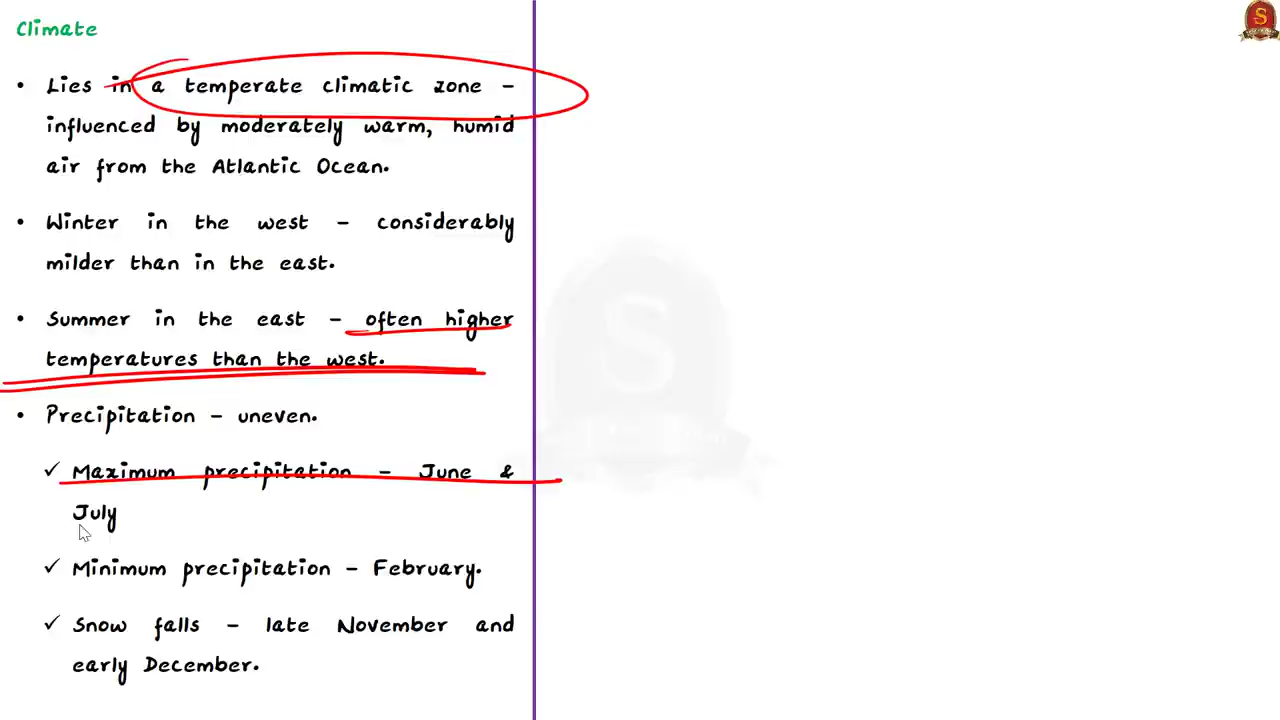 Climate
• Lies in a temperate climatic zone –
influenced by moderately warm, humid
air from the Atlantic Ocean.
• Winter in the west – considerably
milder than in the east.
• Summer in the east – often higher
temperatures than the west.
• Precipitation – uneven.
✓ Maximum precipitation – June &
July
✓ Minimum precipitation – February.
✓ Snow falls – late November and
early December.
S
S